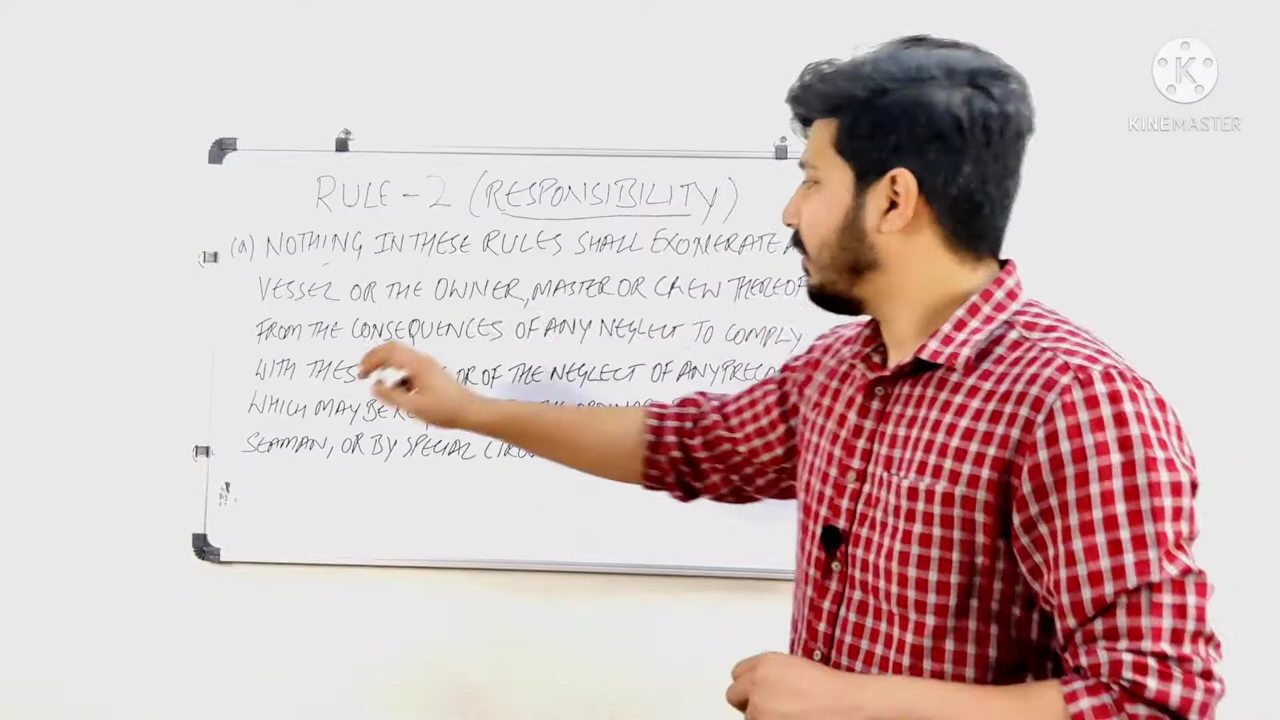 RULE-2 (RESPONSIBILITY)
(a) NOTHING IN THESE RULES SHALL EXONERATE A
VESSEL OR THE OWNER, MASTER OR CREW THEREOF
FROM THE CONSEQUENCES OF ANY NEGLECT TO COMPLY
WITH OR OF THE NEGLECT OF ANY
WHICH MAY BE
SEAMAN, OR BY SPECIAL
K
KINEMASTER